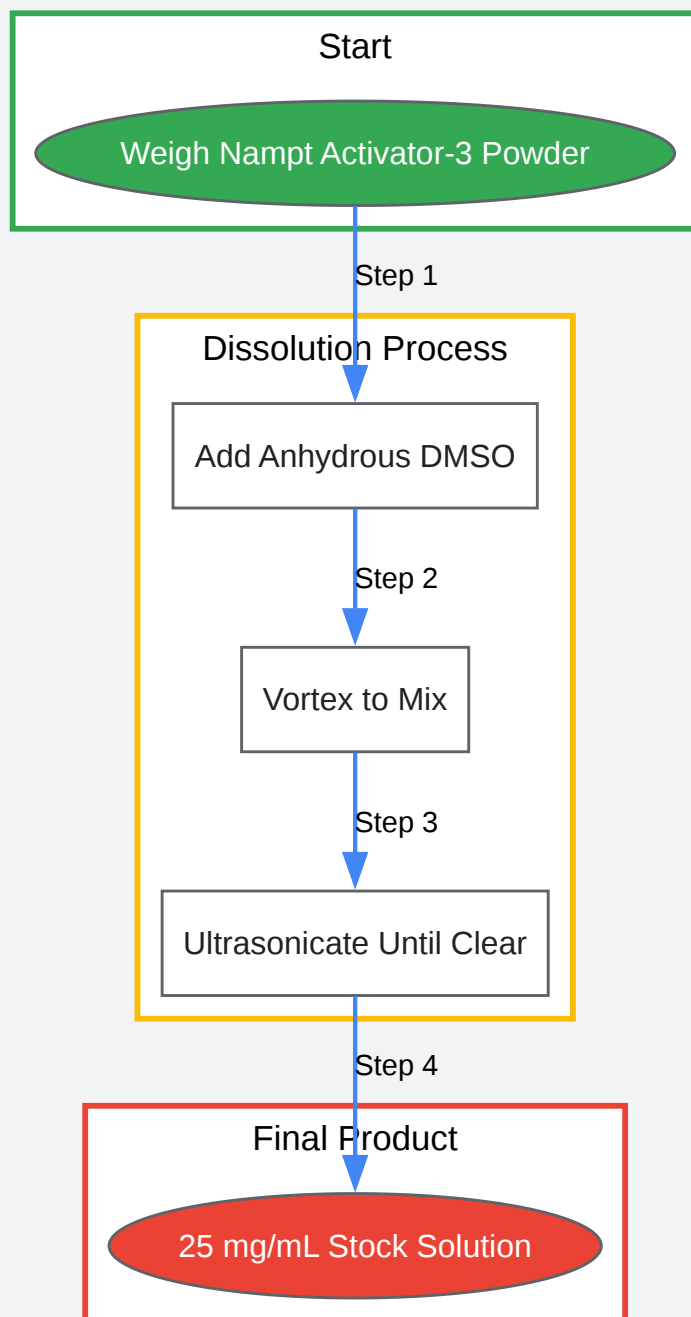 Start
Weigh Nampt Activator-3 Powder
Step 1
Dissolution Process
Add Anhydrous DMSO
Step 2
Vortex to Mix
Step 3
Ultrasonicate Until Clear
Step 4
Final Product
25 mg/mL Stock Solution